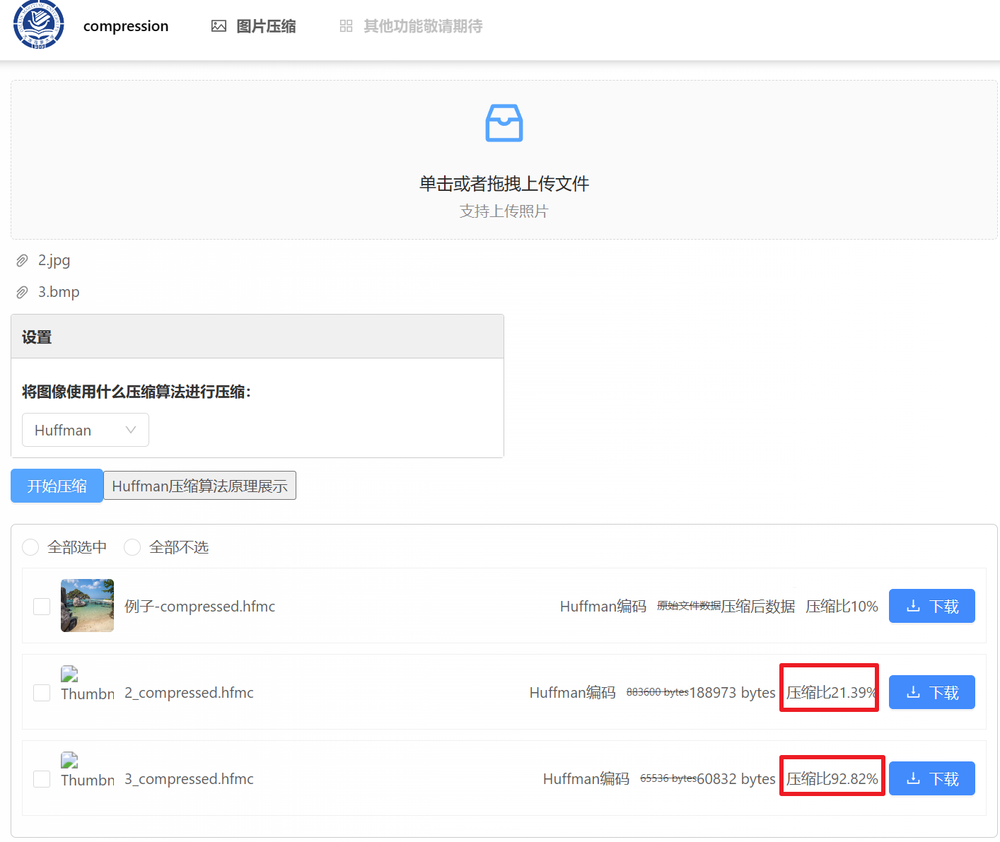 compression 图片压缩 其他功能敬请期待
单击或者拖拽上传文件
支持上传照片
2.jpg
3.bmp
设置
将图像使用什么压缩算法进行压缩：
Huffman
开始压缩 Huffman压缩算法原理展示
全部选中 全部不选
例子-compressed.hfmc Huffman编码 原始文件数据压缩后数据 压缩比10% 下载
Thumbn 2_compressed.hfmc Huffman编码 883600 bytes188973 bytes 压缩比21.39% 下载
Thumbn 3_compressed.hfmc Huffman编码 65536 bytes60832 bytes 压缩比92.82% 下载